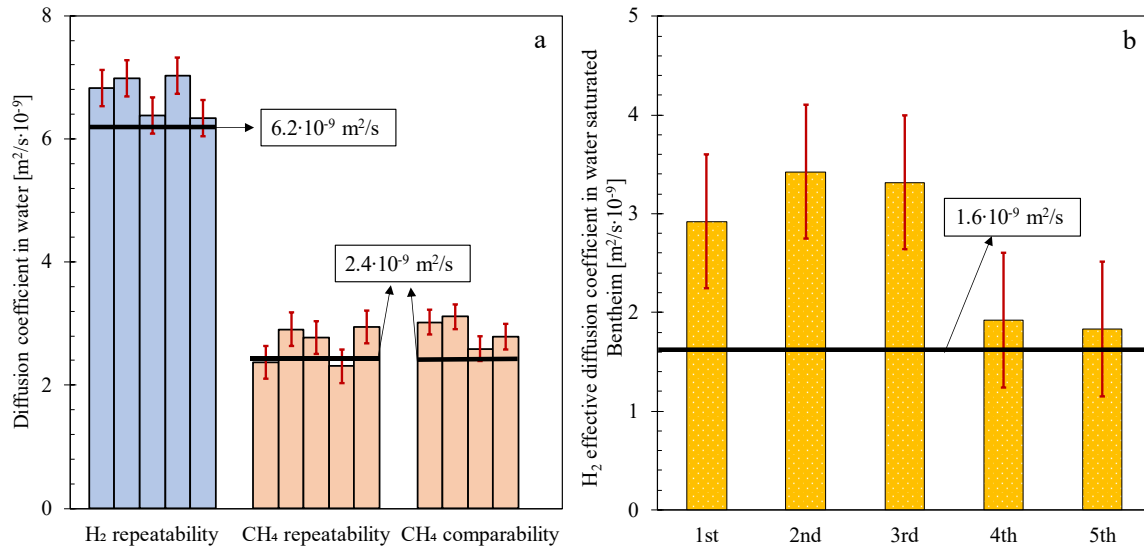 a
Diffusion coefficient in water [m²/s·10⁻⁹]
8
6
4
2
0
6.2·10⁻⁹ m²/s
2.4·10⁻⁹ m²/s
H₂ repeatability
CH₄ repeatability
CH₄ comparability
b
H₂ effective diffusion coefficient in water saturated
Bentheim [m²/s·10⁻⁹]
5
4
3
2
1
0
1.6·10⁻⁹ m²/s
1st
2nd
3rd
4th
5th